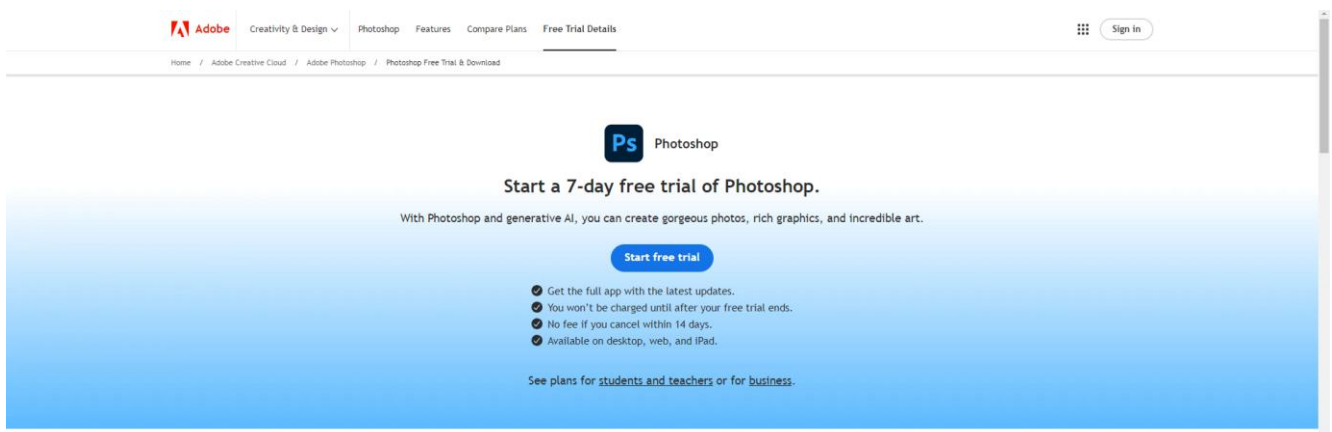 Adobe Creativity & Design Photoshop Features Compare Plans Free Trial Details Sign in
Home / Adobe Creative Cloud / Adobe Photoshop / Photoshop Free Trial & Download
Ps Photoshop
Start a 7-day free trial of Photoshop.
With Photoshop and generative AI, you can create gorgeous photos, rich graphics, and incredible art.
Start free trial
Get the full app with the latest updates.
You won't be charged until after your free trial ends.
No fee if you cancel within 14 days.
Available on desktop, web, and iPad.
See plans for students and teachers or for business.